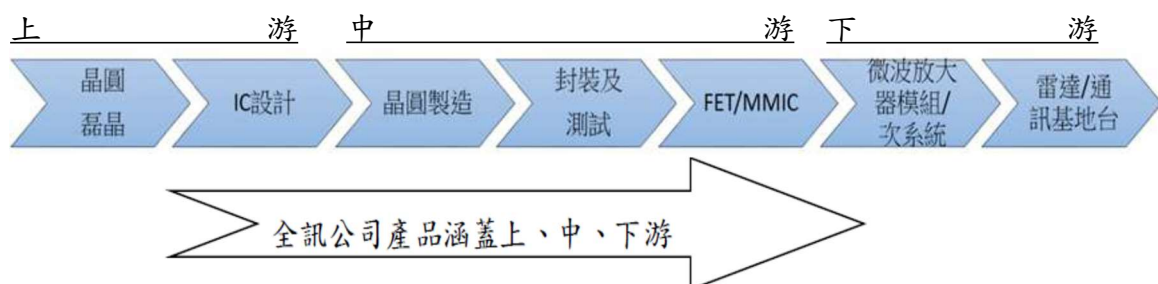 上游
中游
下游
晶圓
磊晶
IC設計
晶圓製造
封裝及
測試
FET/MMIC
微波放大
器模組/
次系統
雷達/通
訊基地台
全訊公司產品涵蓋上、中、下游